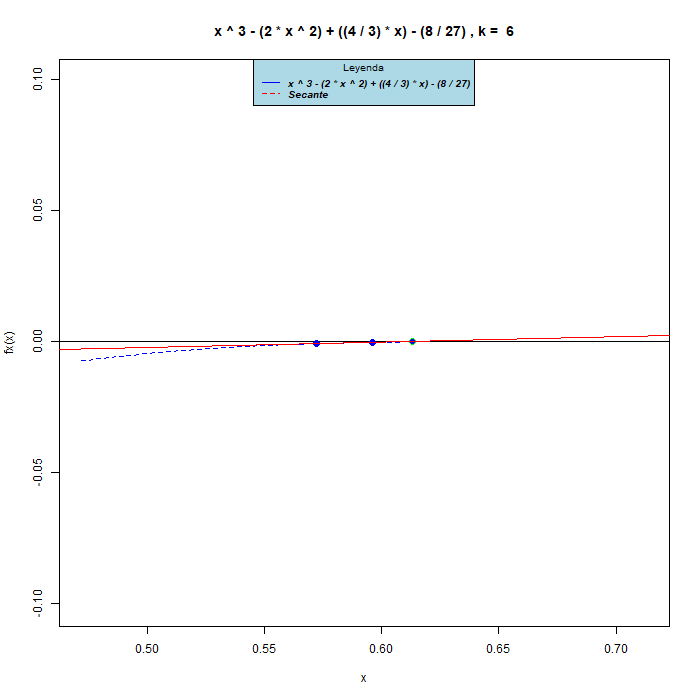 x ^ 3 - (2 * x ^ 2) + ((4 / 3) * x) - (8 / 27) , k =  6
Leyenda
x ^ 3 - (2 * x ^ 2) + ((4 / 3) * x) - (8 / 27)
Secante
0.10
0.05
0.00
-0.05
-0.10
fx(x)
0.50 0.55 0.60 0.65 0.70
x